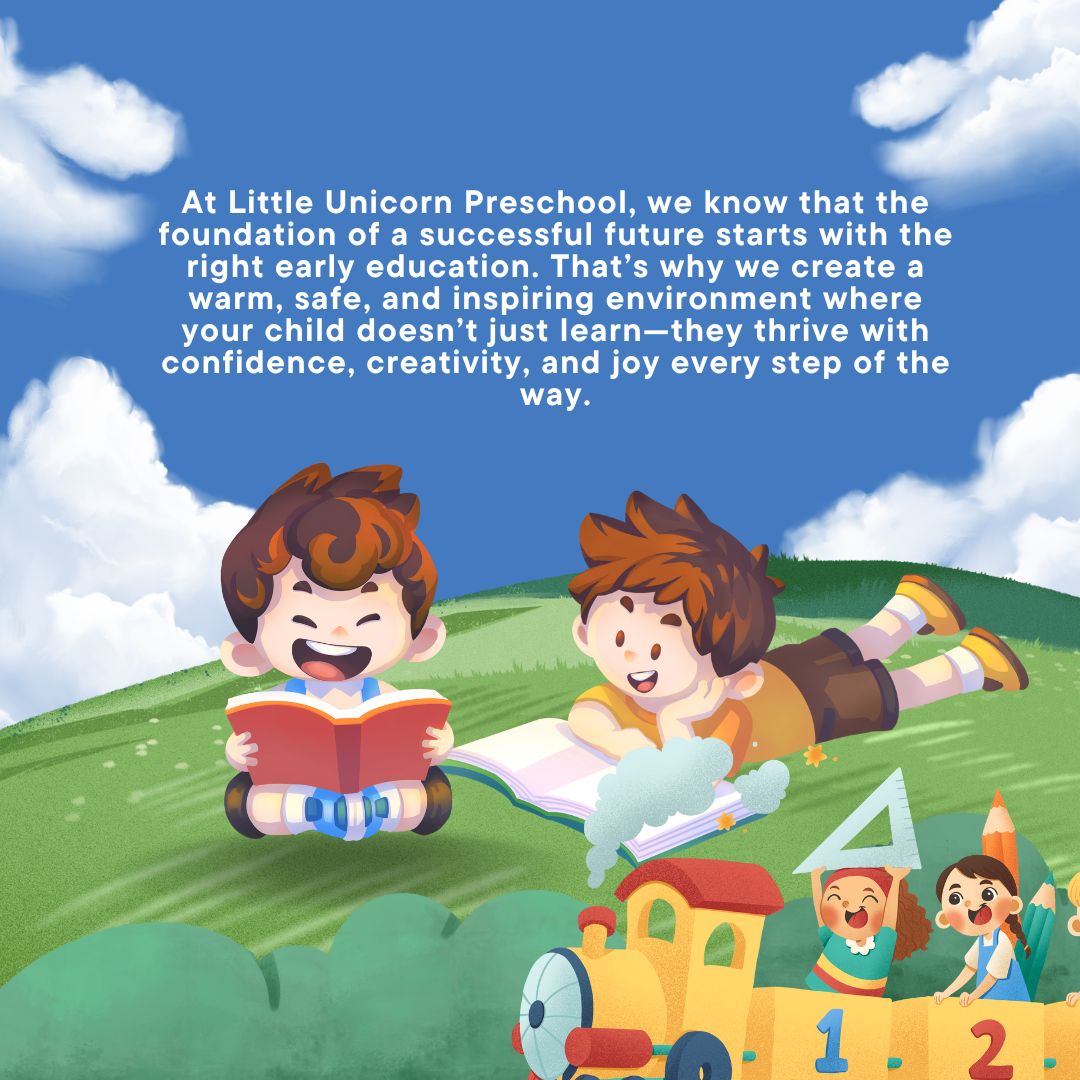 At Little Unicorn Preschool, we know that the
foundation of a successful future starts with the
right early education. That’s why we create a
warm, safe, and inspiring environment where
your child doesn’t just learn—they thrive with
confidence, creativity, and joy every step of the
way.
1
2